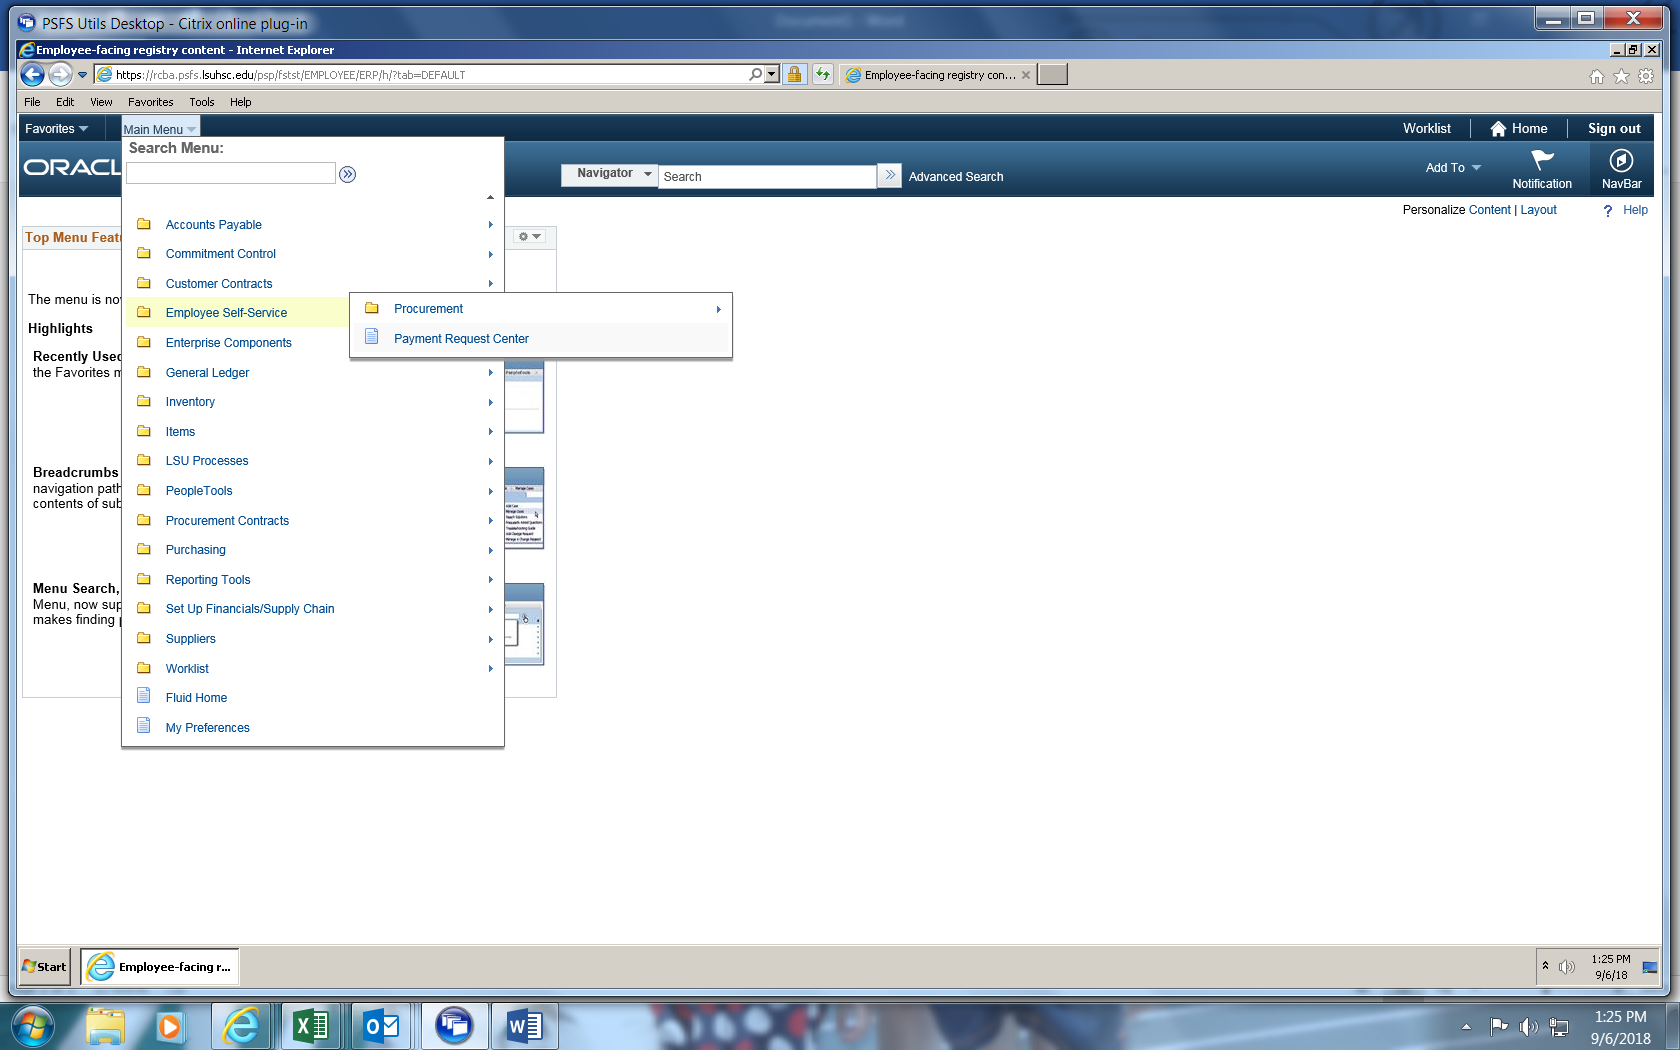 PSFS Utils Desktop - Citrix online plug-in
Employee-facing registry content - Internet Explorer
https://rcba.psfs.lsuhsc.edu/psp/fstst/EMPLOYEE/ERP/h/?tab=DEFAULT
Employee-facing registry con...
File Edit View Favorites Tools Help
Favorites Main Menu Worklist Home Sign out
Search Menu:
ORACL
Navigator Search Advanced Search
Add To Notification NavBar
Personalize Content | Layout ? Help
Top Menu Featu
The menu is nov
Highlights
Recently Used
the Favorites m
Breadcrumbs
navigation path
contents of sub
Menu Search,
Menu, now sup
makes finding p
Accounts Payable
Commitment Control
Customer Contracts
Employee Self-Service
Enterprise Components
General Ledger
Inventory
Items
LSU Processes
PeopleTools
Procurement Contracts
Purchasing
Reporting Tools
Set Up Financials/Supply Chain
Suppliers
Worklist
Fluid Home
My Preferences
Procurement
Payment Request Center
Start
Employee-facing r...
1:25 PM
9/6/18
1:25 PM
9/6/2018